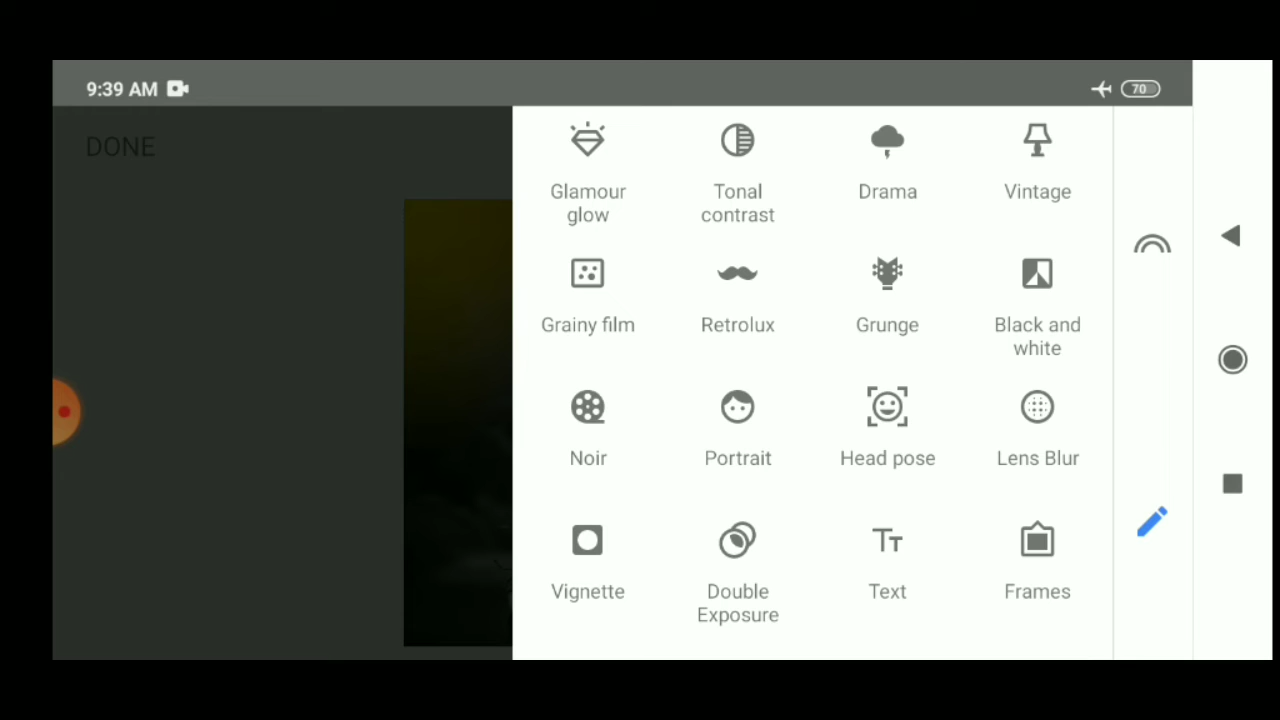 9:39 AM
70
DONE
Glamour
glow
Tonal
contrast
Drama
Vintage
Grainy film
Retrolux
Grunge
Black and
white
Noir
Portrait
Head pose
Lens Blur
Vignette
Double
Exposure
Text
Frames